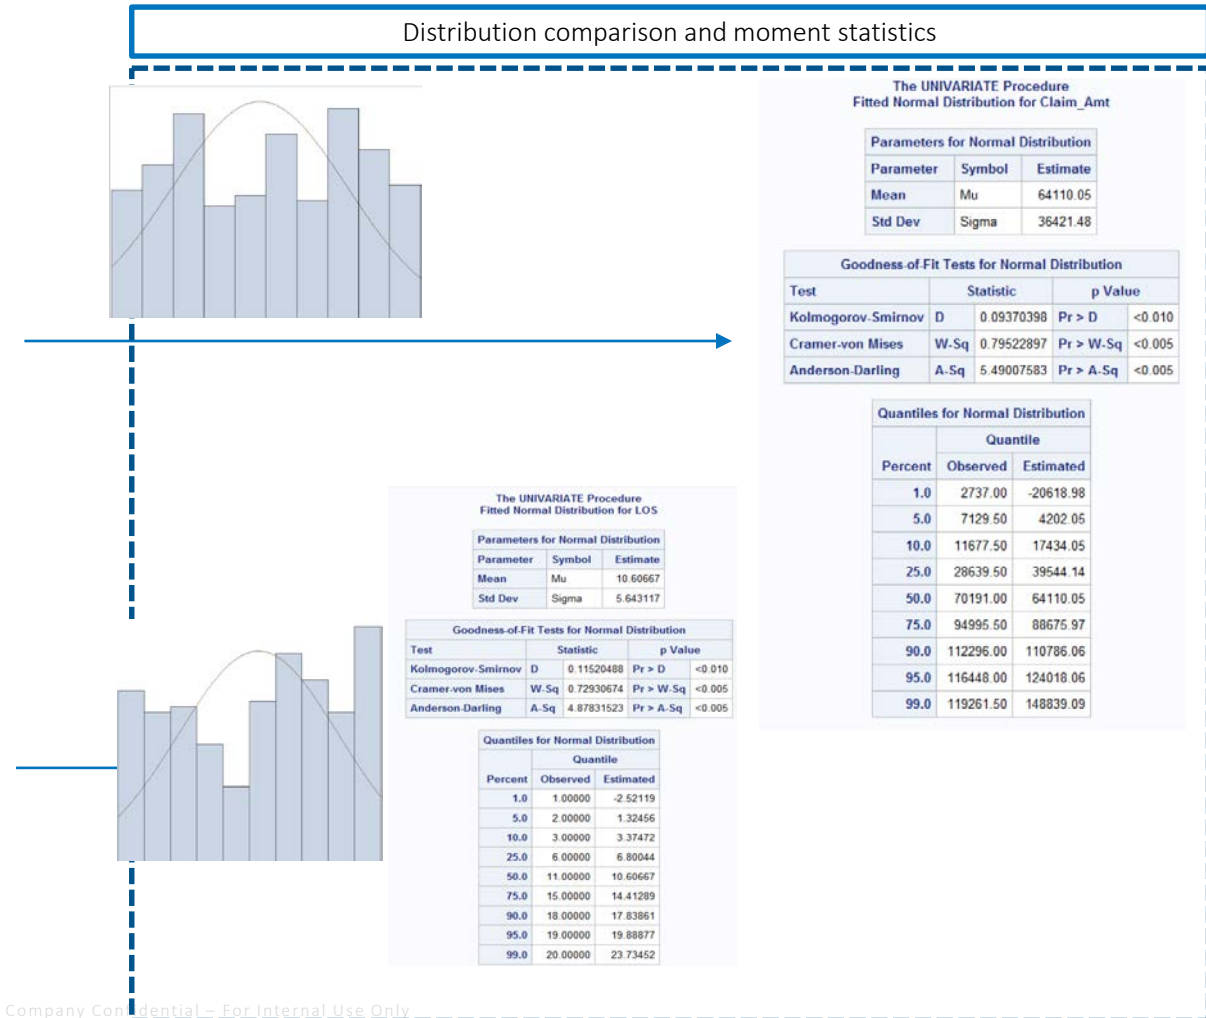 Distribution comparison and moment statistics
The UNIVARIATE Procedure
Fitted Normal Distribution for Claim_Amt
Parameters for Normal Distribution
Parameter Symbol Estimate
Mean Mu 64110.05
Std Dev Sigma 36421.48
Goodness-of-Fit Tests for Normal Distribution
Test Statistic p Value
Kolmogorov-Smirnov D 0.09370398 Pr > D <0.010
Cramer-von Mises W-Sq 0.79522897 Pr > W-Sq <0.005
Anderson-Darling A-Sq 5.49007583 Pr > A-Sq <0.005
Quantiles for Normal Distribution
Quantile
Percent Observed Estimated
1.0 2737.00 -20618.98
5.0 7129.50 4202.05
10.0 11677.50 17434.05
25.0 28639.50 39544.14
50.0 70191.00 64110.05
75.0 94995.50 88675.97
90.0 112296.00 110786.06
95.0 116448.00 124018.06
99.0 119261.50 148839.09
The UNIVARIATE Procedure
Fitted Normal Distribution for LOS
Parameters for Normal Distribution
Parameter Symbol Estimate
Mean Mu 10.60667
Std Dev Sigma 5.643117
Goodness-of-Fit Tests for Normal Distribution
Test Statistic p Value
Kolmogorov-Smirnov D 0.11520488 Pr > D <0.010
Cramer-von Mises W-Sq 0.72930674 Pr > W-Sq <0.005
Anderson-Darling A-Sq 4.87831523 Pr > A-Sq <0.005
Quantiles for Normal Distribution
Quantile
Percent Observed Estimated
1.0 1.00000 -2.52119
5.0 2.00000 1.32456
10.0 3.00000 3.37472
25.0 6.00000 6.80044
50.0 11.00000 10.60667
75.0 15.00000 14.41289
90.0 18.00000 17.83861
95.0 19.00000 19.88877
99.0 20.00000 23.73452
Company Confidential – For Internal Use Only